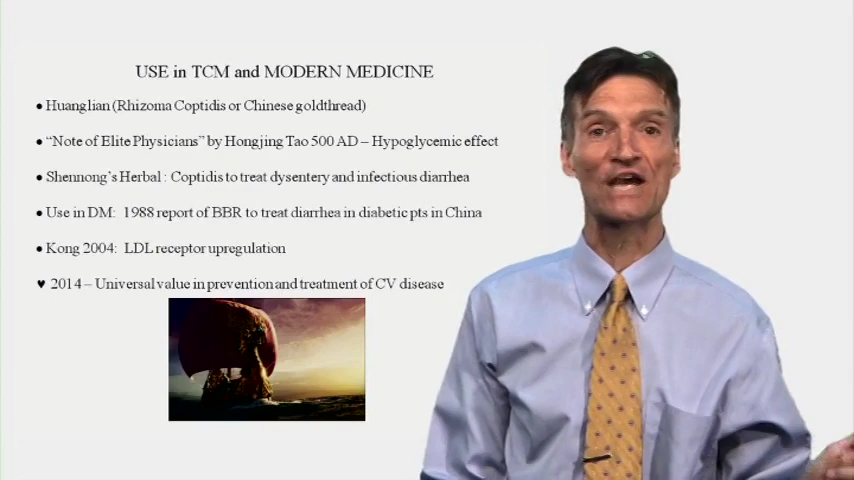 USE in TCM and MODERN MEDICINE
• Huanglian (Rhizoma Coptidis or Chinese goldthread)
• “Note of Elite Physicians” by Hongjing Tao 500 AD – Hypoglycemic effect
• Shennong’s Herbal : Coptidis to treat dysentery and infectious diarrhea
• Use in DM: 1988 report of BBR to treat diarrhea in diabetic pts in China
• Kong 2004: LDL receptor upregulation
♥ 2014 – Universal value in prevention and treatment of CV disease